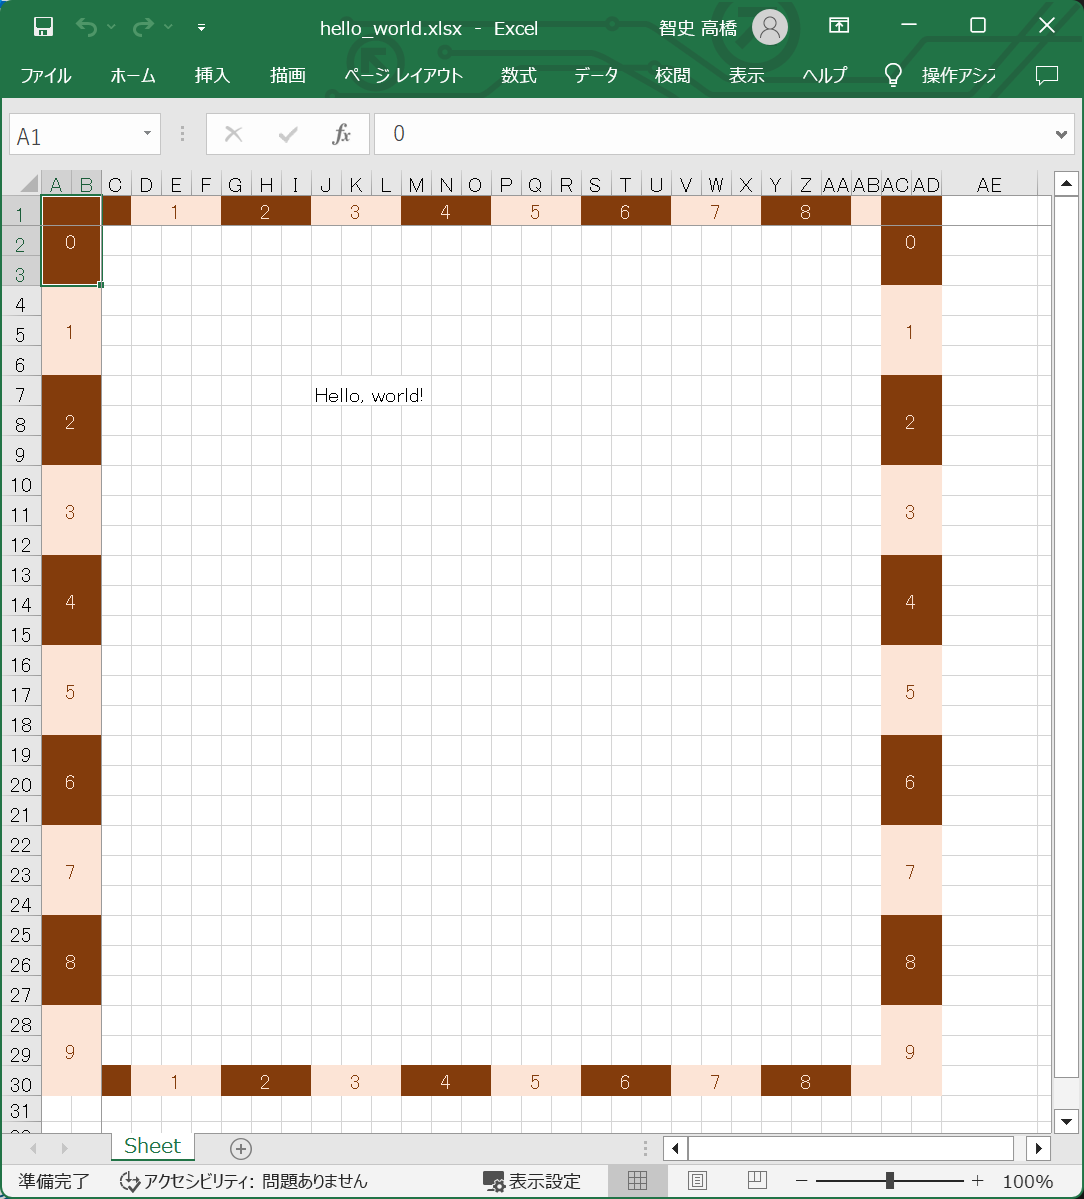 hello_world.xlsx - Excel 智史 高橋
ファイル ホーム 挿入 描画 ページ レイアウト 数式 データ 校閲 表示 ヘルプ 操作アシ
A1 fx 0
A B C D E F G H I J K L M N O P Q R S T U V W X Y Z AA AB AC AD AE
1 1 2 3 4 5 6 7 8
2 0 0
3
4
5 1 1
6
7 Hello, world!
8 2 2
9
10
11 3 3
12
13
14 4 4
15
16
17 5 5
18
19
20 6 6
21
22
23 7 7
24
25
26 8 8
27
28
29 9 9
30 1 2 3 4 5 6 7 8
31
Sheet
準備完了 アクセシビリティ: 問題ありません 表示設定 100%